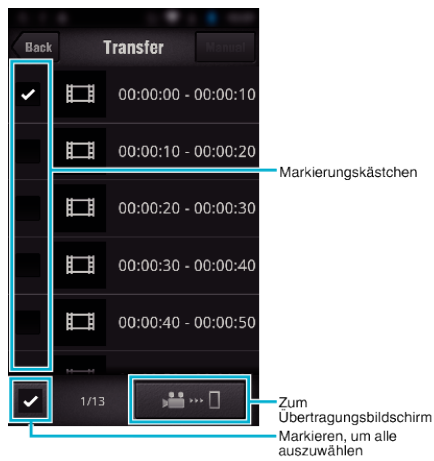 Back Transfer Manual
00:00:00 - 00:00:10
00:00:10 - 00:00:20
Markierungskästchen
00:00:20 - 00:00:30
00:00:30 - 00:00:40
00:00:40 - 00:00:50
1/13
Zum
Übertragungsbildschirm
Markieren, um alle
auszuwählen